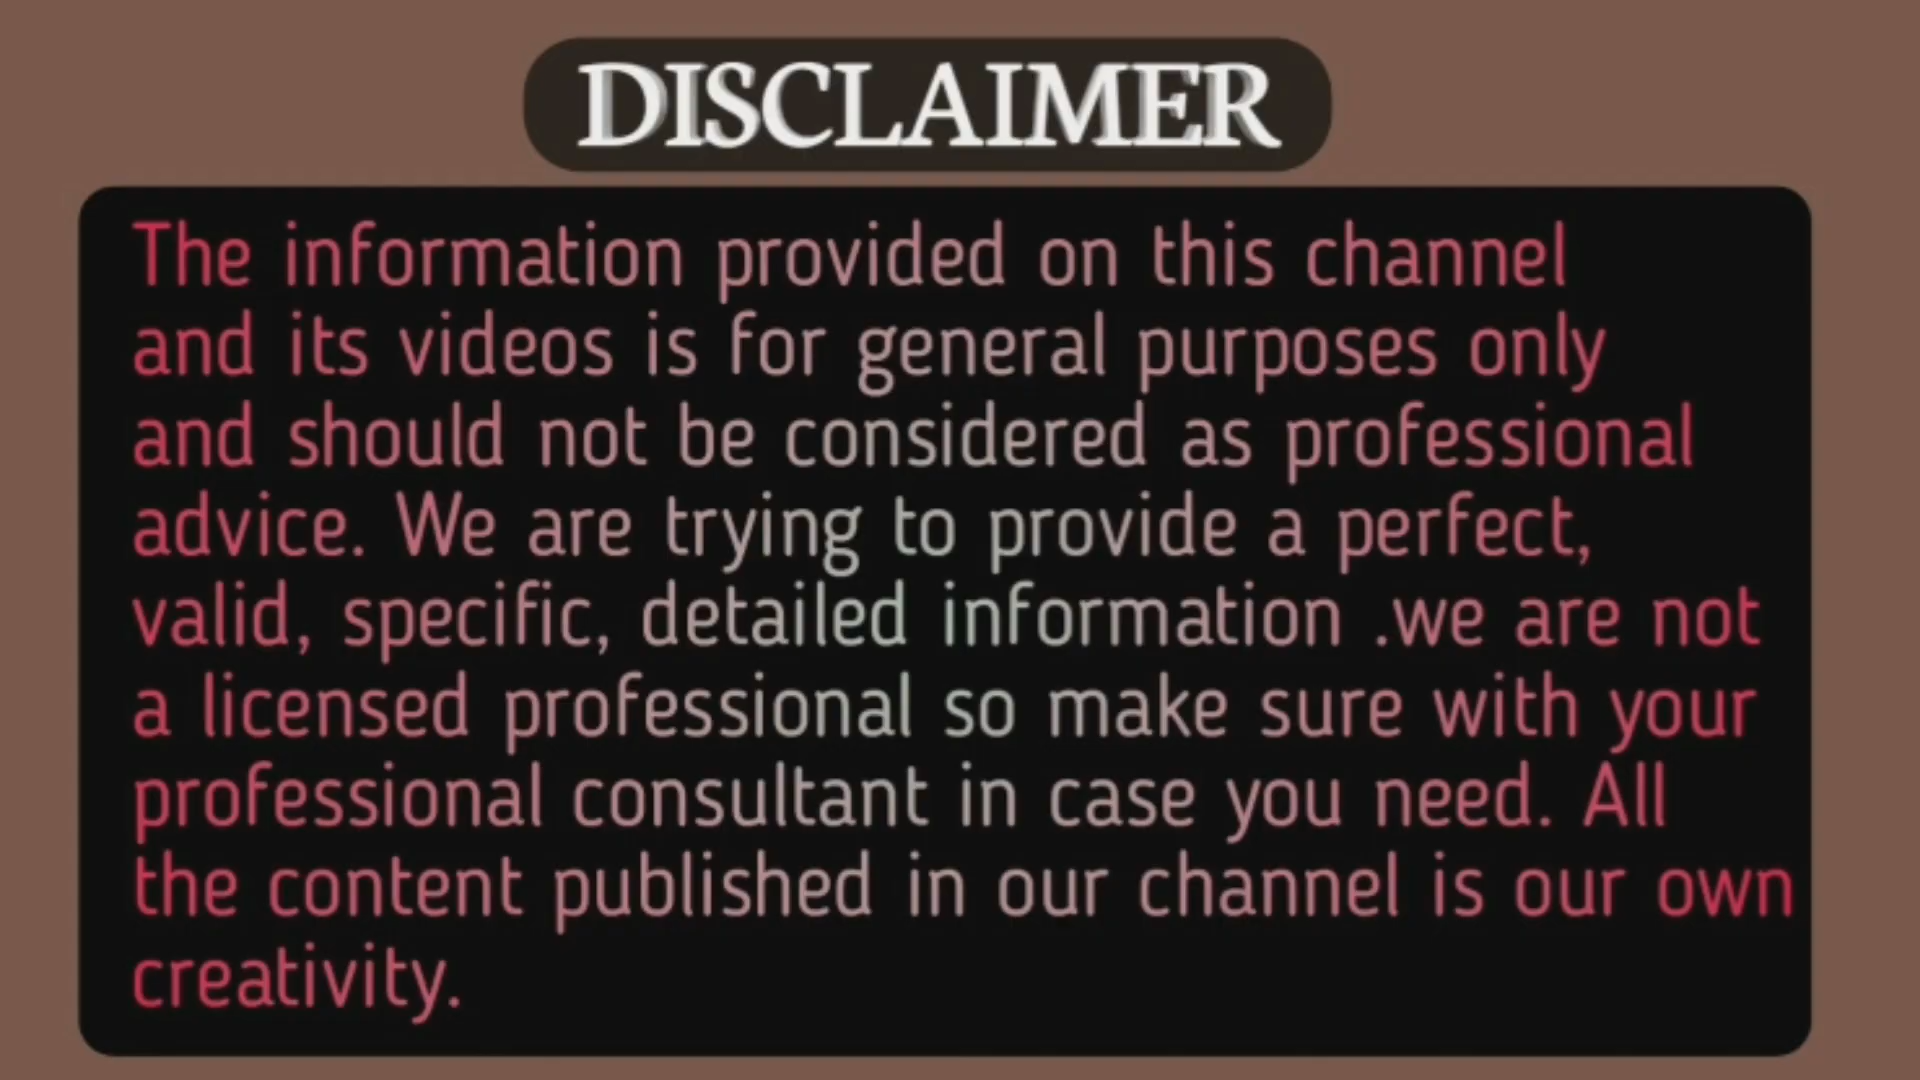 DISCLAIMER
The information provided on this channel
and its videos is for general purposes only
and should not be considered as professional
advice. We are trying to provide a perfect,
valid, specific, detailed information .we are not
a licensed professional so make sure with your
professional consultant in case you need. All
the content published in our channel is our own
creativity.